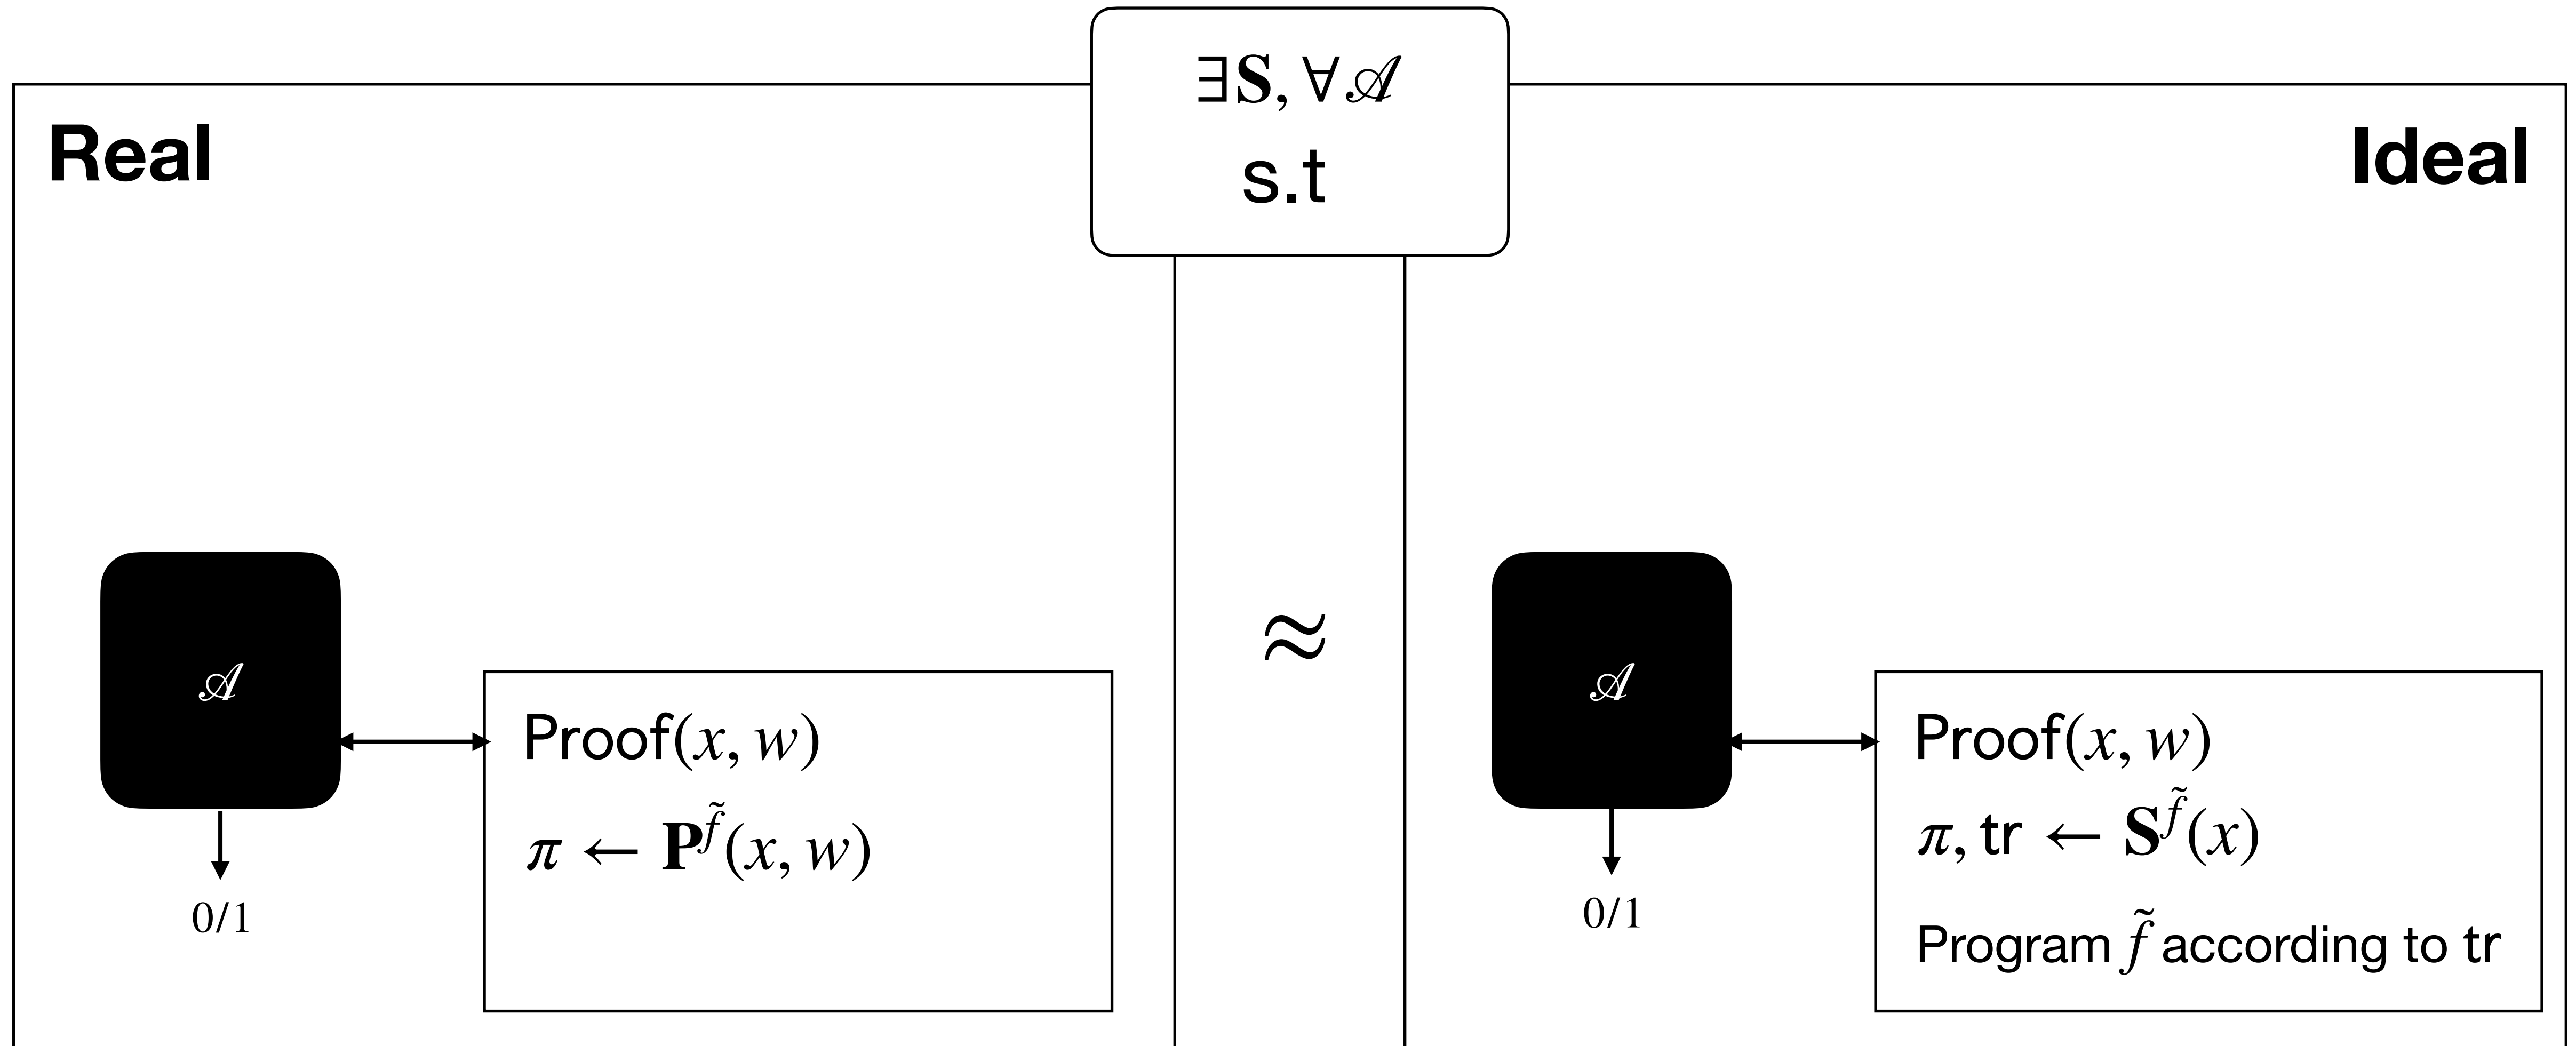 ∃S, ∀𝒜
s.t
Real
Ideal
𝒜
Proof(x, w)
π ← P^f̃(x, w)
0/1
≈
𝒜
Proof(x, w)
π, tr ← S^f̃(x)
Program f̃ according to tr
0/1